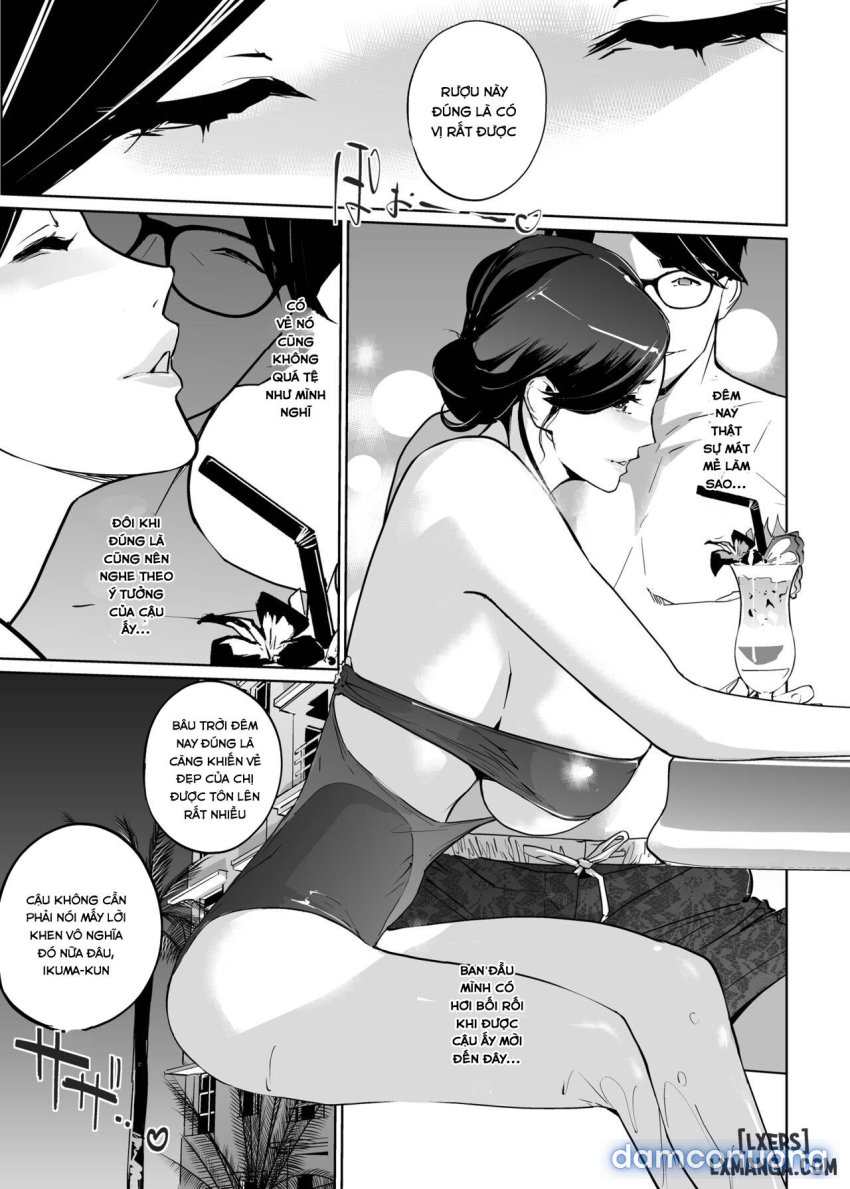 RƯỢU NÀY
ĐÚNG LÀ CÓ
VỊ RẤT ĐƯỢC
ぽぉー
ĐÊM
NAY
THẬT
SỰ MÁT
MẺ LÀM
SAO...
CÓ
VẺ NÓ
CŨNG
KHÔNG
QUÁ TỆ
NHƯ MÌNH
NGHĨ
ĐÔI KHI
ĐÚNG LÀ
CŨNG NÊN
NGHE THEO
Ý TƯỞNG
CỦA CẬU
ẤY...
BẦU TRỜI ĐÊM
NAY ĐÚNG LÀ
CÀNG KHIẾN VẺ
ĐẸP CỦA CHỊ
ĐƯỢC TÔN LÊN
RẤT NHIỀU
CẬU KHÔNG CẦN
PHẢI NÓI MẤY LỜI
KHEN VÔ NGHĨA
ĐÓ NỮA ĐÂU,
IKUMA-KUN
BAN ĐẦU
MÌNH CÓ
HƠI BỐI RỐI
KHI ĐƯỢC
CẬU ẤY MỜI
ĐẾN ĐÂY...
[LXERS]
damconuong
LXMANGA.COM